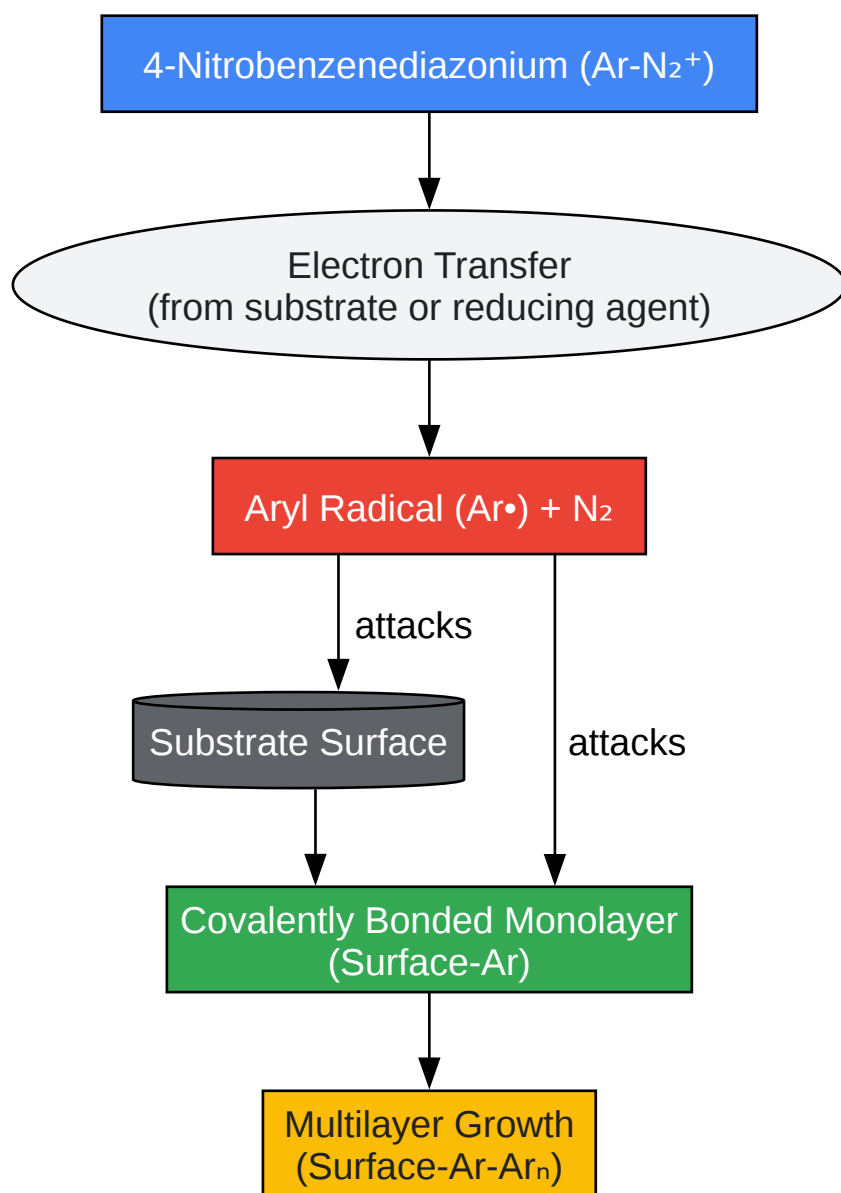 4-Nitrobenzenediazonium (Ar-N₂⁺)
Electron Transfer
(from substrate or reducing agent)
Aryl Radical (Ar•) + N₂
attacks
Substrate Surface
attacks
Covalently Bonded Monolayer
(Surface-Ar)
Multilayer Growth
(Surface-Ar-Arₙ)